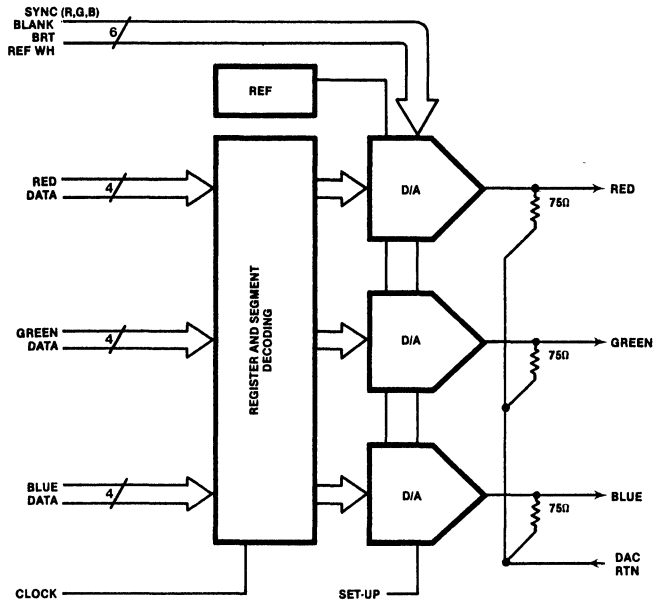 SYNC (R,G,B)
BLANK
BRT
REF WH
6
REF
RED
DATA
4
D/A
RED
75Ω
REGISTER AND SEGMENT
DECODING
GREEN
DATA
4
D/A
GREEN
75Ω
BLUE
DATA
4
D/A
BLUE
75Ω
DAC
RTN
CLOCK
SET-UP